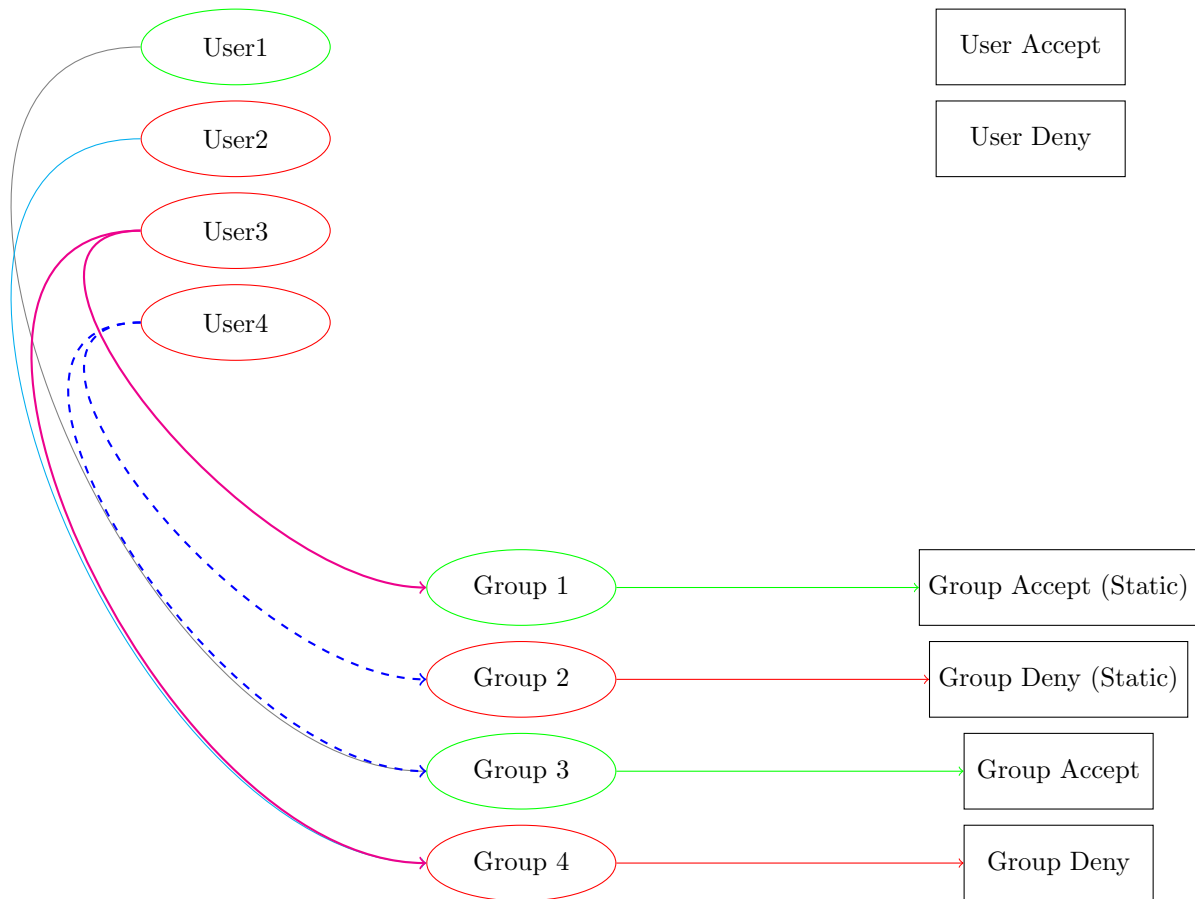 User1
User Accept
User2
User Deny
User3
User4
Group 1
Group Accept (Static)
Group 2
Group Deny (Static)
Group 3
Group Accept
Group 4
Group Deny